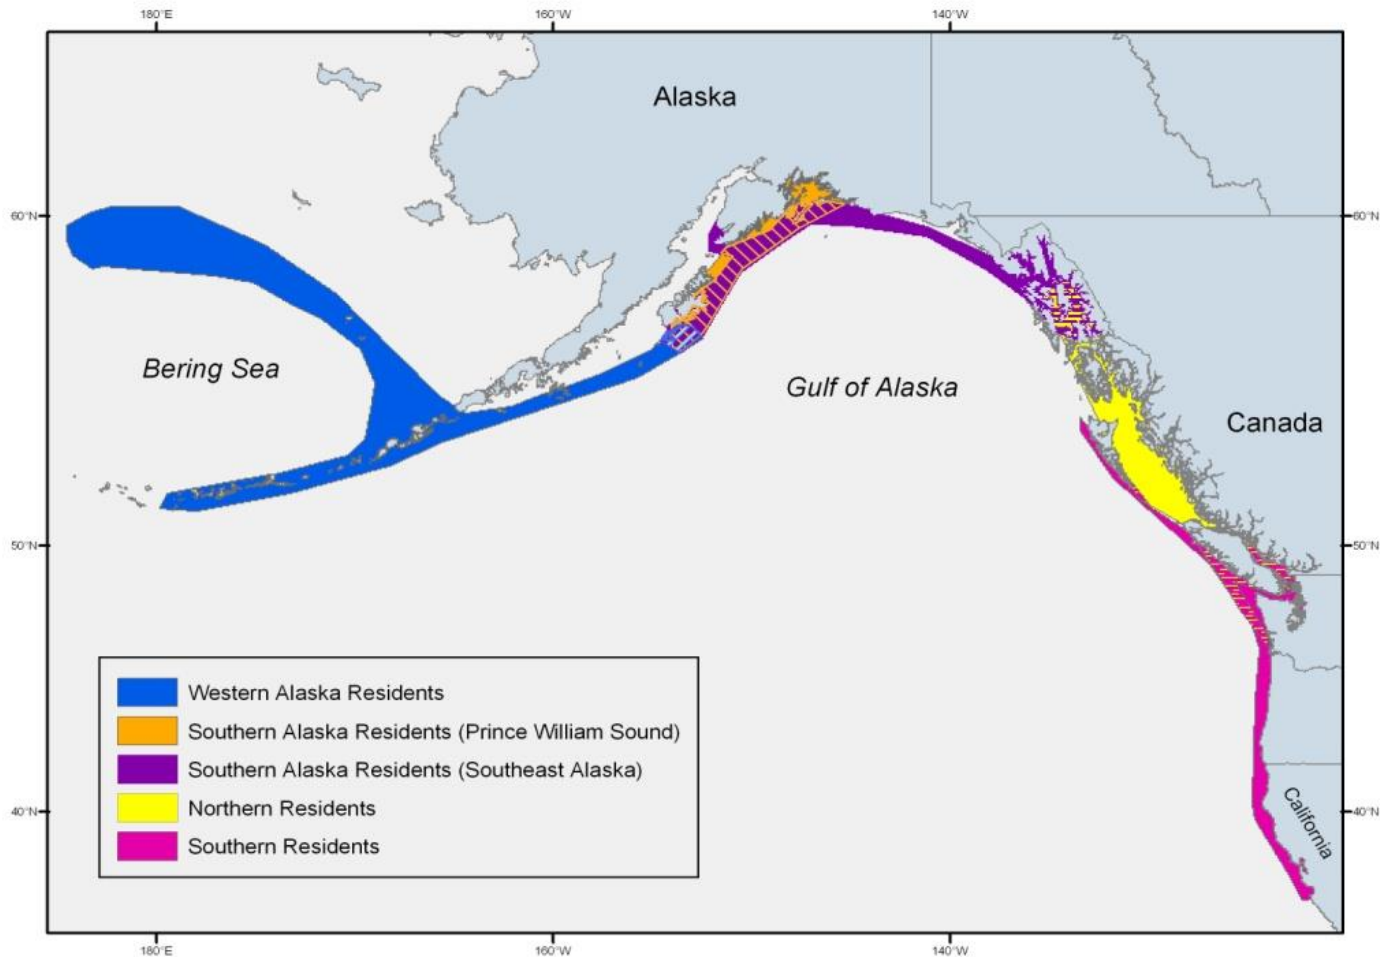 180°E 160°W 140°W
Alaska
60°N 60°N
Bering Sea
Gulf of Alaska
Canada
50°N 50°N
Western Alaska Residents
Southern Alaska Residents (Prince William Sound)
Southern Alaska Residents (Southeast Alaska)
Northern Residents
Southern Residents
40°N 40°N
California
180°E 160°W 140°W